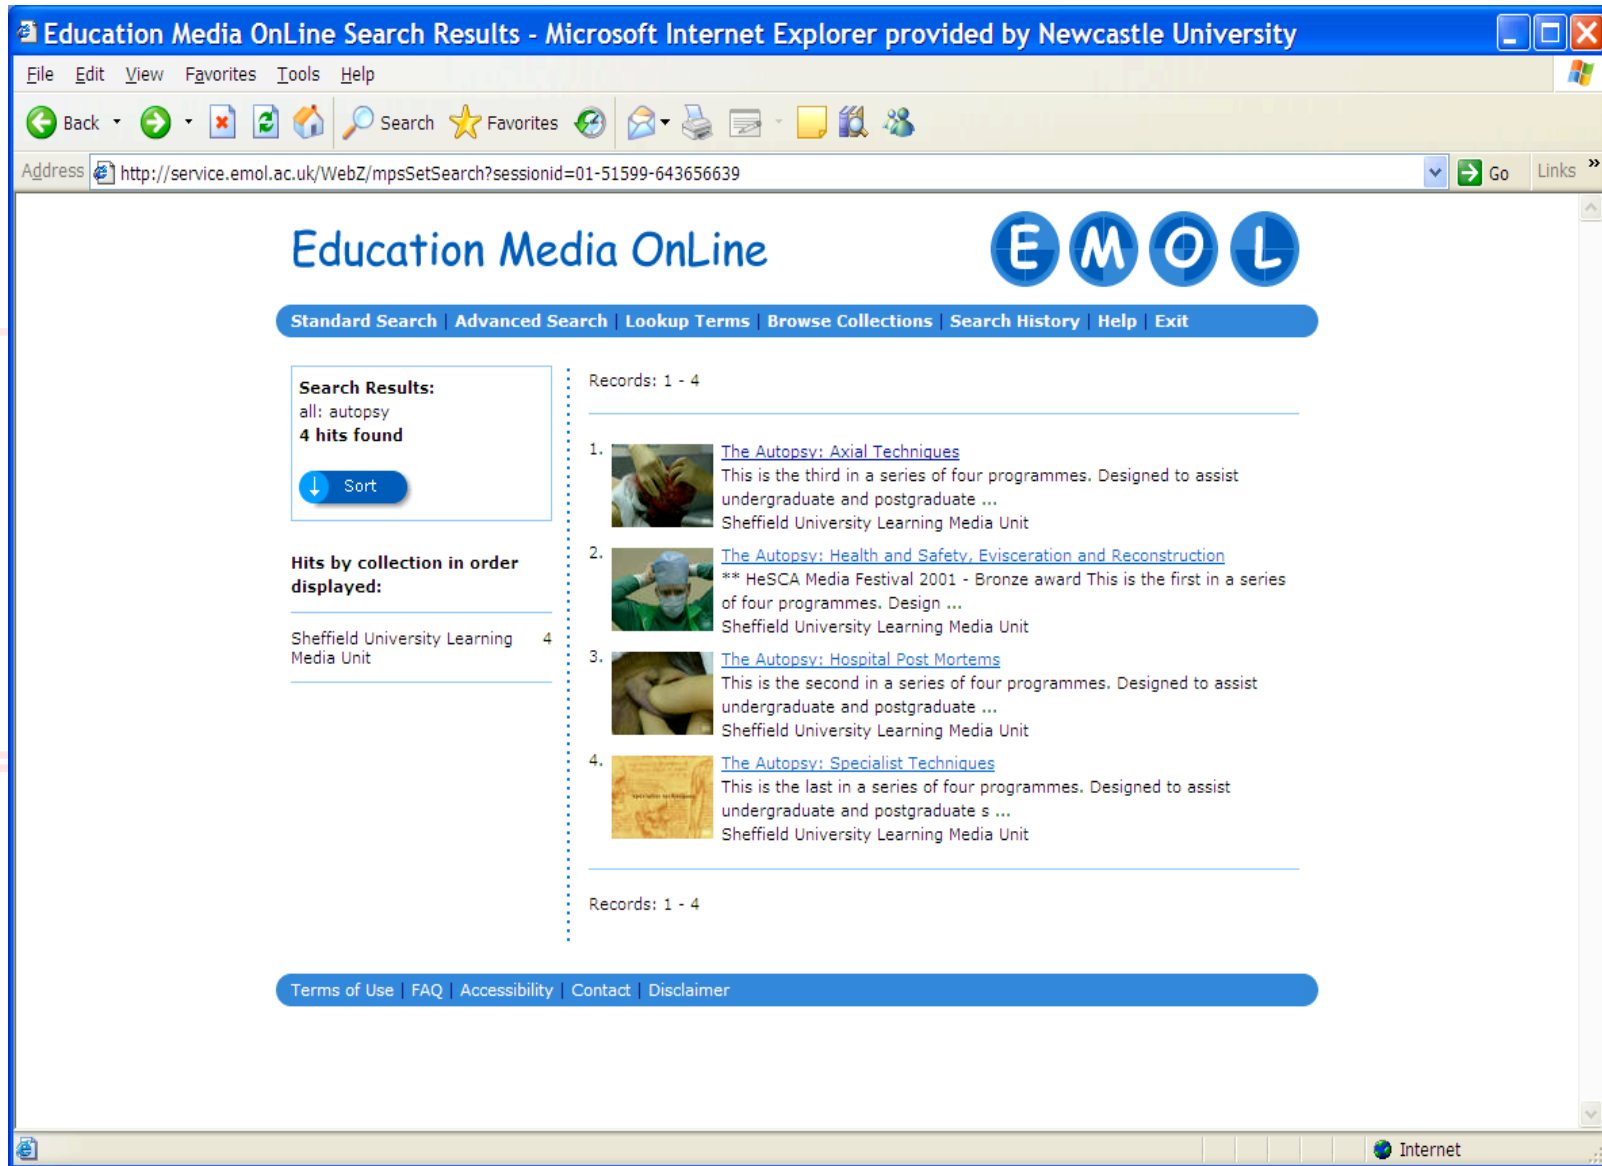 Education Media OnLine Search Results - Microsoft Internet Explorer provided by Newcastle University
File Edit View Favorites Tools Help
Back Search Favorites
Address http://service.emol.ac.uk/WebZ/mpsSetSearch?sessionid=01-51599-643656639 Go Links »
Education Media OnLine E M O L
Standard Search | Advanced Search | Lookup Terms | Browse Collections | Search History | Help | Exit
Search Results:
all: autopsy
4 hits found
Sort
Hits by collection in order
displayed:
Sheffield University Learning 4
Media Unit
Records: 1 - 4
1. The Autopsy: Axial Techniques
This is the third in a series of four programmes. Designed to assist
undergraduate and postgraduate ...
Sheffield University Learning Media Unit
2. The Autopsy: Health and Safety, Evisceration and Reconstruction
** HeSCA Media Festival 2001 - Bronze award This is the first in a series
of four programmes. Design ...
Sheffield University Learning Media Unit
3. The Autopsy: Hospital Post Mortems
This is the second in a series of four programmes. Designed to assist
undergraduate and postgraduate ...
Sheffield University Learning Media Unit
4. The Autopsy: Specialist Techniques
This is the last in a series of four programmes. Designed to assist
undergraduate and postgraduate s ...
Sheffield University Learning Media Unit
Records: 1 - 4
Terms of Use | FAQ | Accessibility | Contact | Disclaimer
Internet